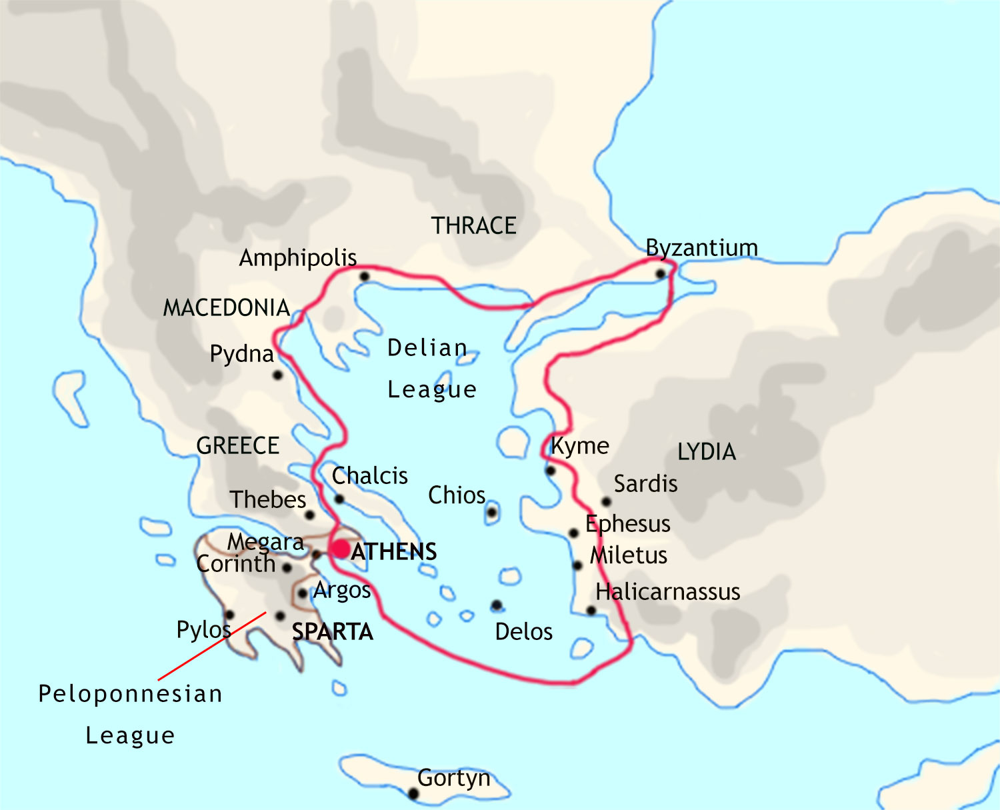 THRACE
Byzantium
Amphipolis
MACEDONIA
Pydna
Delian
League
GREECE
Kyme
LYDIA
Chalcis
Sardis
Thebes
Chios
Ephesus
Megara
ATHENS
Miletus
Corinth
Argos
Halicarnassus
Pylos
SPARTA
Delos
Peloponnesian
League
Gortyn